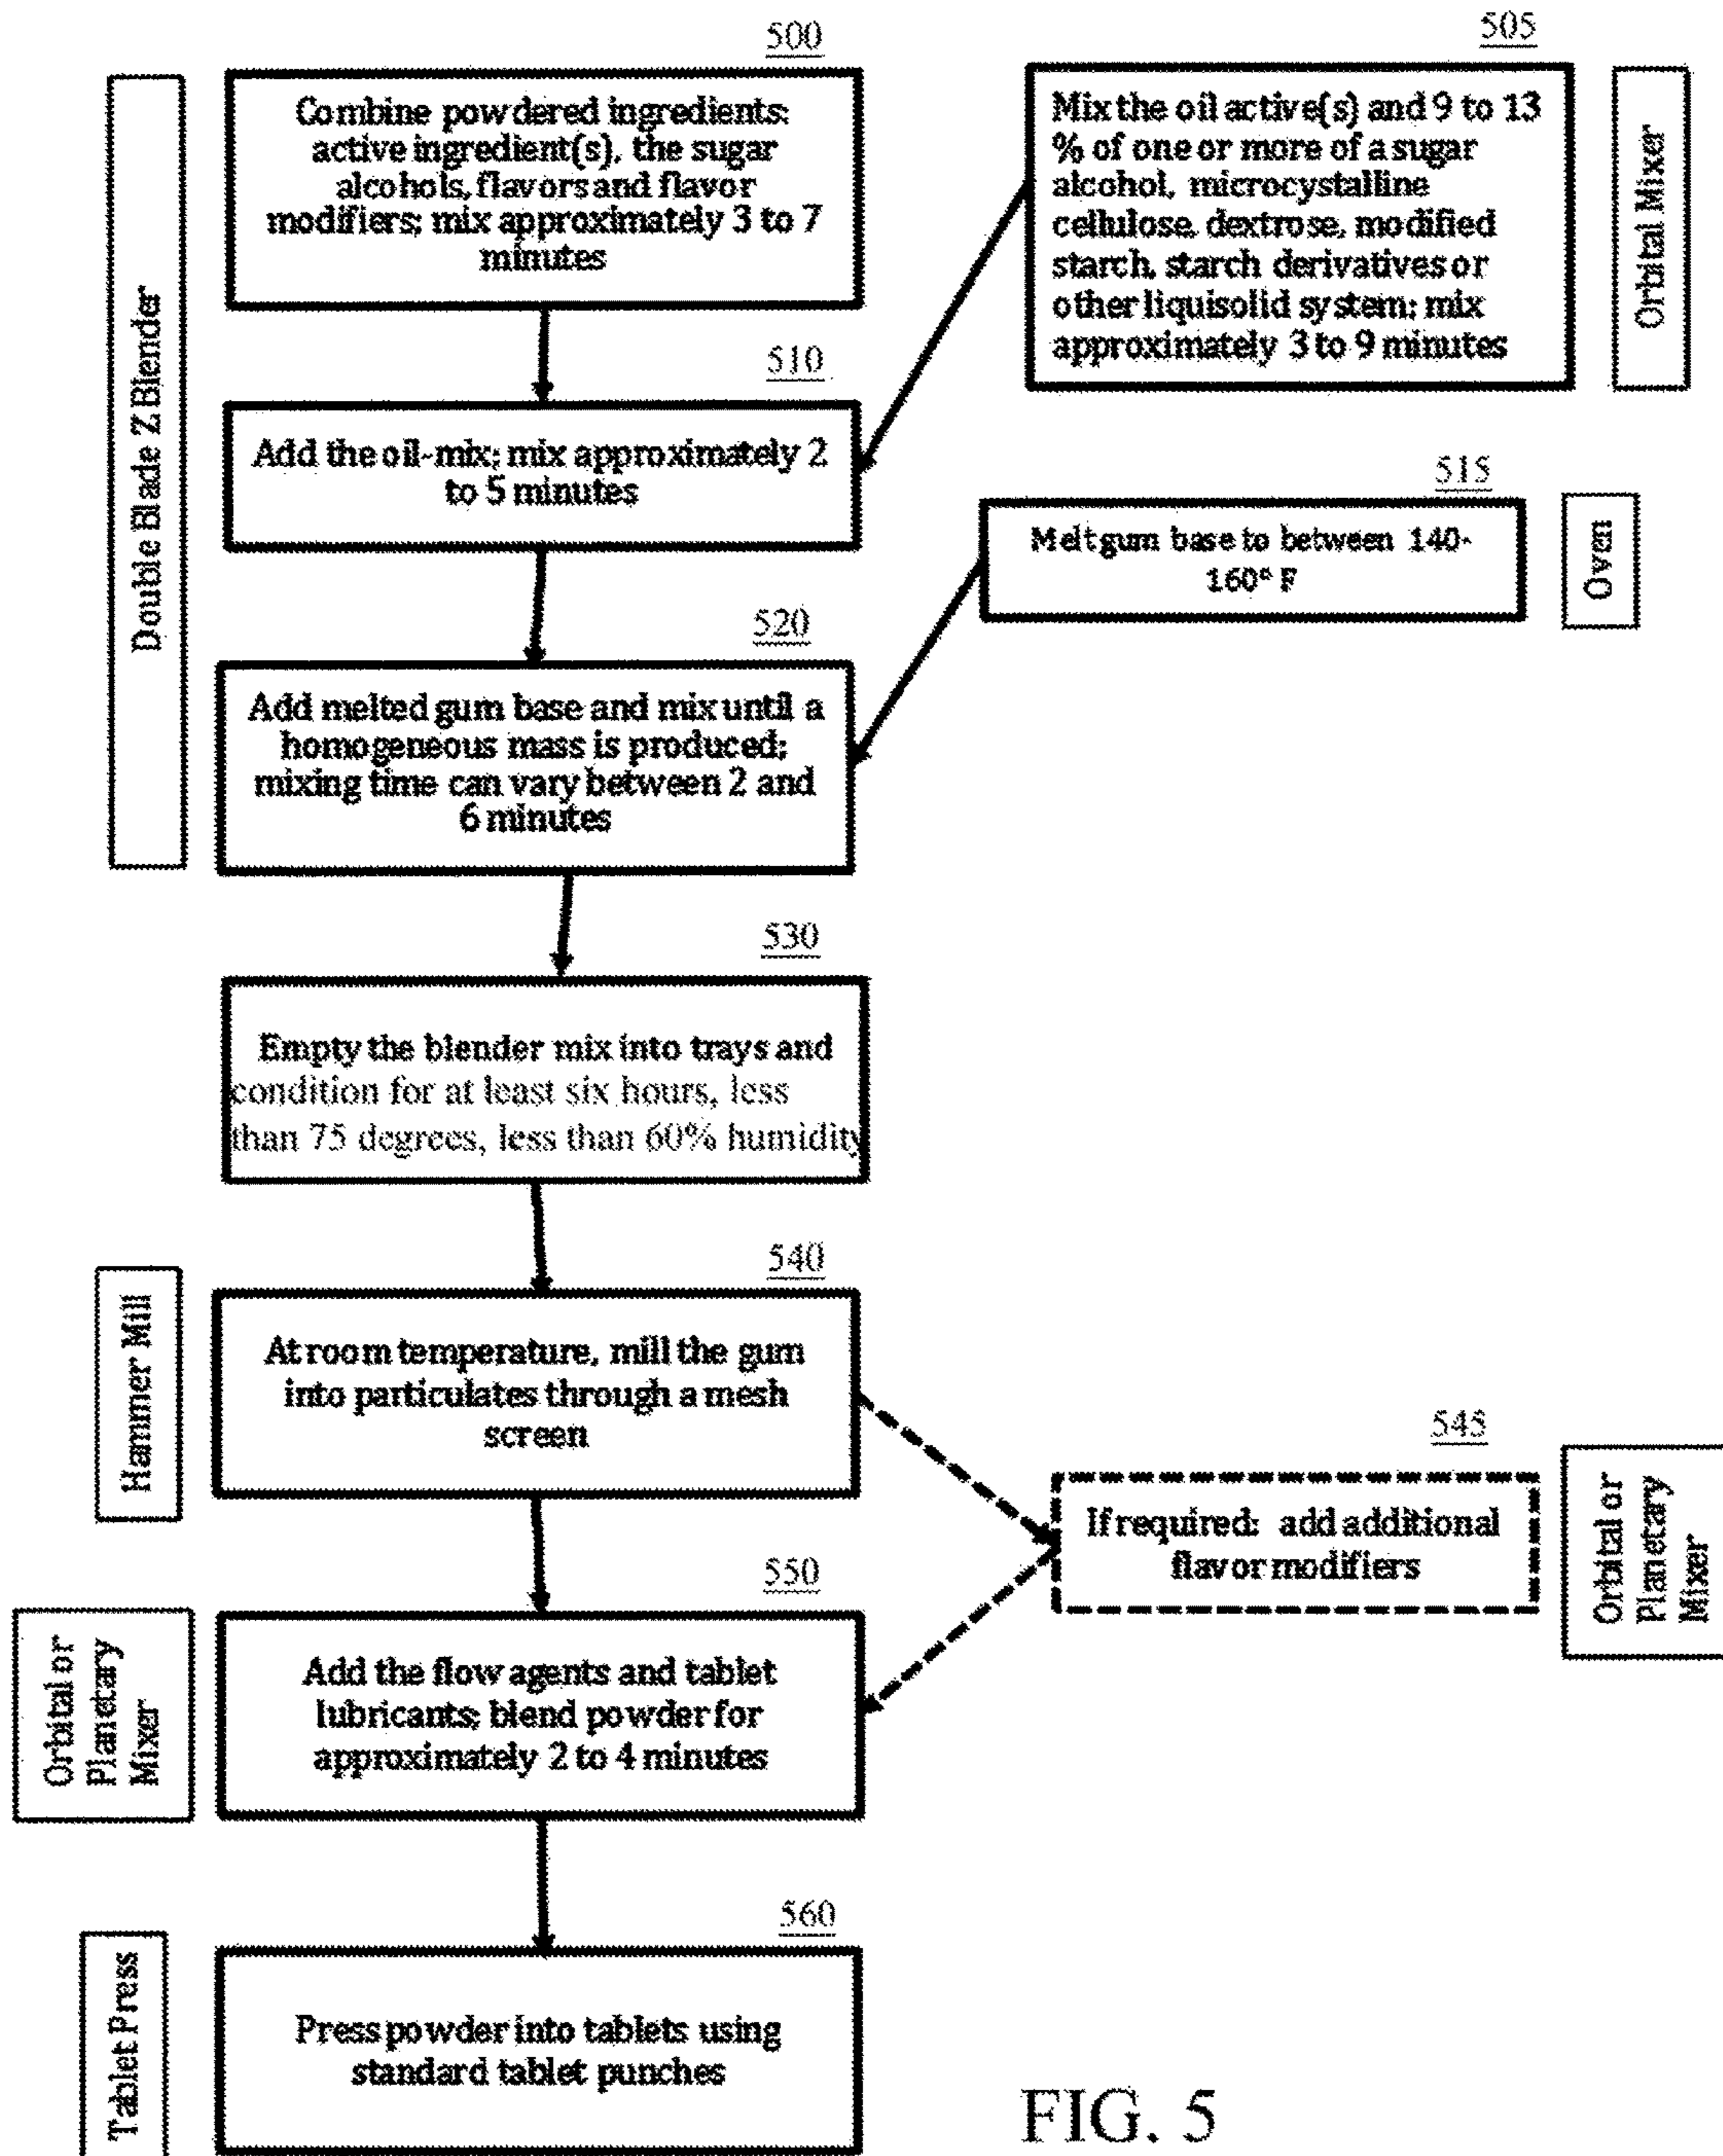 500
Double Blade Z Blender
Combine powdered ingredients:
active ingredient(s), the sugar
alcohols, flavors and flavor
modifiers; mix approximately 3 to 7
minutes
505
Mix the oil active(s) and 9 to 13
% of one or more of a sugar
alcohol, microcystalline
cellulose, dextrose, modified
starch, starch derivatives or
other liquisolid system; mix
approximately 3 to 9 minutes
Orbital Mixer
510
Add the oil-mix; mix approximately 2
to 5 minutes
515
Melt gum base to between 140-
160° F
Oven
520
Add melted gum base and mix until a
homogeneous mass is produced;
mixing time can vary between 2 and
6 minutes
530
Empty the blender mix into trays and
condition for at least six hours, less
than 75 degrees, less than 60% humidity
540
Hammer Mill
At room temperature, mill the gum
into particulates through a mesh
screen
545
If required: add additional
flavor modifiers
Orbital or
Planetary
Mixer
550
Orbital or
Planetary
Mixer
Add the flow agents and tablet
lubricants; blend powder for
approximately 2 to 4 minutes
560
Tablet Press
Press powder into tablets using
standard tablet punches
FIG. 5